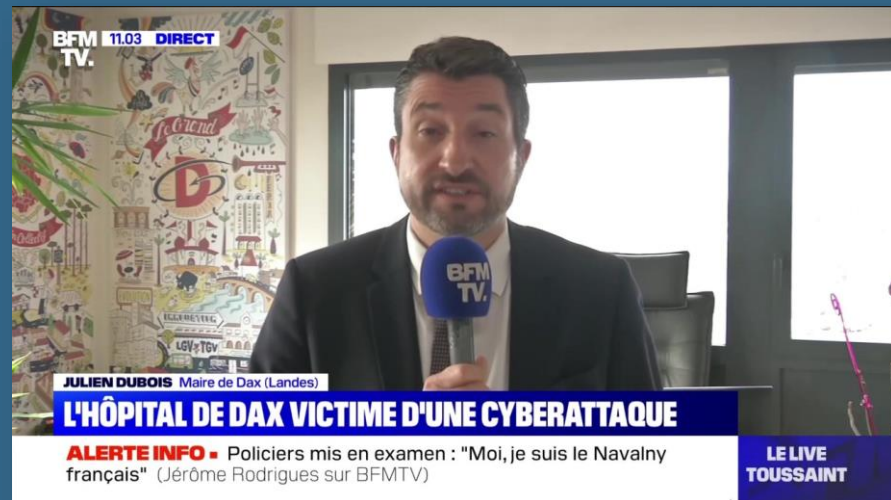 BFM
TV.
11.03 DIRECT
Le Grand
D
LGV TGV
BFM
TV.
JULIEN DUBOIS Maire de Dax (Landes)
L'HÔPITAL DE DAX VICTIME D'UNE CYBERATTAQUE
ALERTE INFO ▪ Policiers mis en examen : "Moi, je suis le Navalny
français" (Jérôme Rodrigues sur BFMTV)
LE LIVE
TOUSSAINT